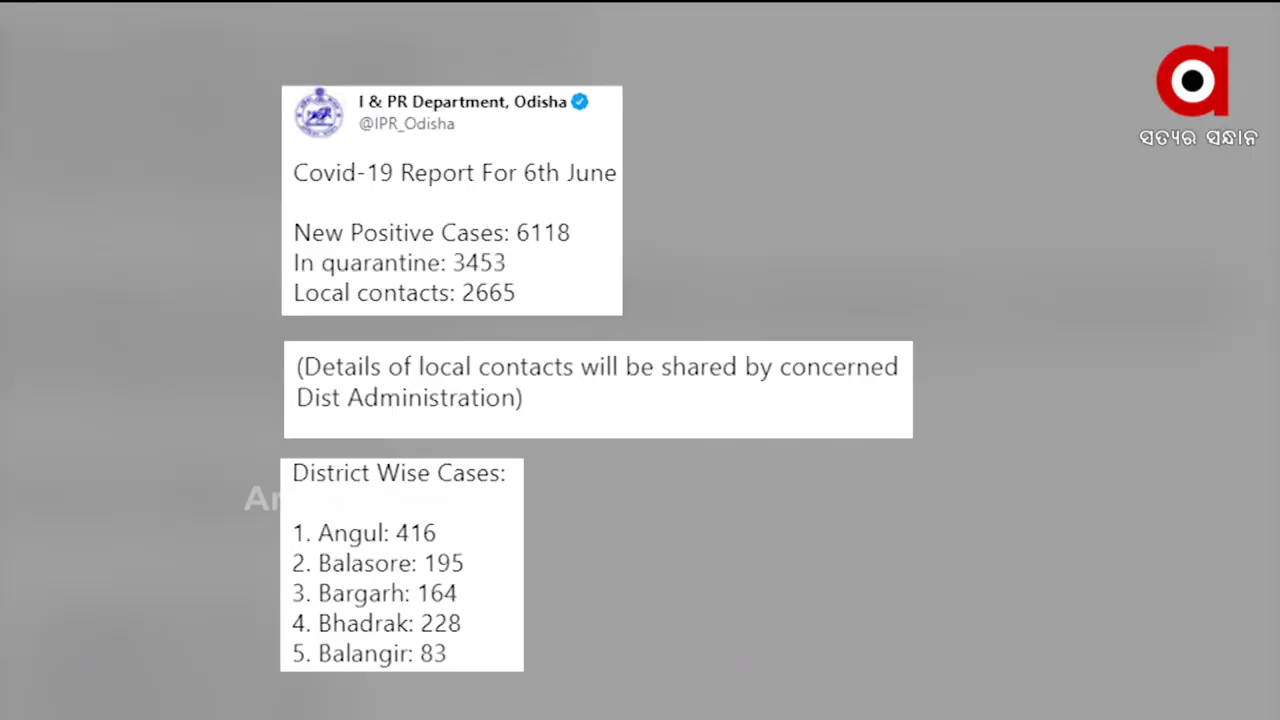 I & PR Department, Odisha
@IPR_Odisha
Covid-19 Report For 6th June
New Positive Cases: 6118
In quarantine: 3453
Local contacts: 2665
(Details of local contacts will be shared by concerned
Dist Administration)
District Wise Cases:
1. Angul: 416
2. Balasore: 195
3. Bargarh: 164
4. Bhadrak: 228
5. Balangir: 83
ସତ୍ୟର ସନ୍ଧାନ